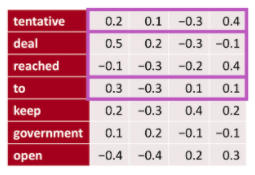 tentative 0.2 0.1 −0.3 0.4
deal 0.5 0.2 −0.3 −0.1
reached −0.1 −0.3 −0.2 0.4
to 0.3 −0.3 0.1 0.1
keep 0.2 −0.3 0.4 0.2
government 0.1 0.2 −0.1 −0.1
open −0.4 −0.4 0.2 0.3